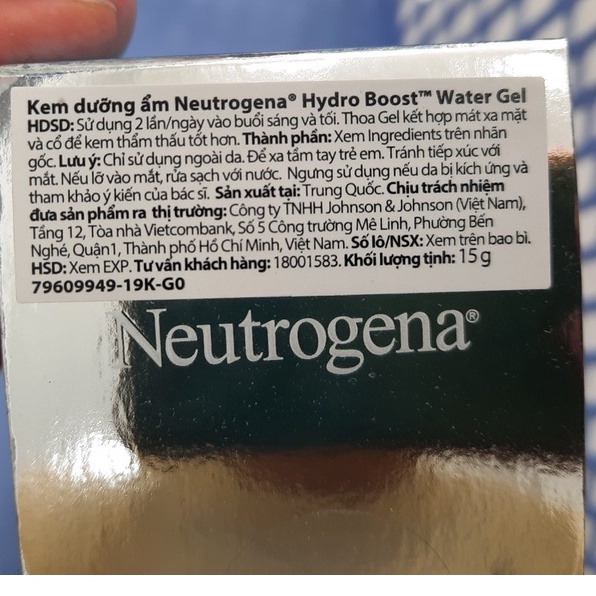 Kem dưỡng ẩm Neutrogena® Hydro Boost™ Water Gel
HDSD: Sử dụng 2 lần/ngày vào buổi sáng và tối. Thoa Gel kết hợp mát xa mặt
và cổ để kem thẩm thấu tốt hơn. Thành phần: Xem Ingredients trên nhãn
gốc. Lưu ý: Chỉ sử dụng ngoài da. Để xa tầm tay trẻ em. Tránh tiếp xúc với
mắt. Nếu lỡ vào mắt, rửa sạch với nước. Ngưng sử dụng nếu da bị kích ứng và
tham khảo ý kiến của bác sĩ. Sản xuất tại: Trung Quốc. Chịu trách nhiệm
đưa sản phẩm ra thị trường: Công ty TNHH Johnson & Johnson (Việt Nam),
Tầng 12, Tòa nhà Vietcombank, Số 5 Công trường Mê Linh, Phường Bến
Nghé, Quận1, Thành phố Hồ Chí Minh, Việt Nam. Số lô/NSX: Xem trên bao bì.
HSD: Xem EXP. Tư vấn khách hàng: 18001583. Khối lượng tịnh: 15 g
79609949-19K-G0
Neutrogena®